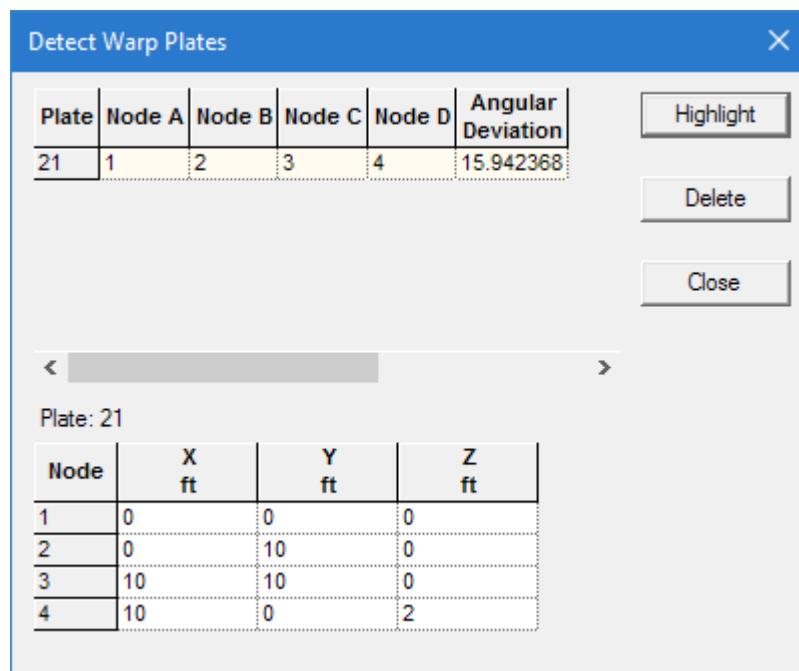 Detect Warp Plates
Plate Node A Node B Node C Node D Angular Deviation
21 1 2 3 4 15.942368
Highlight
Delete
Close
Plate: 21
Node X ft Y ft Z ft
1 0 0 0
2 0 10 0
3 10 10 0
4 10 0 2